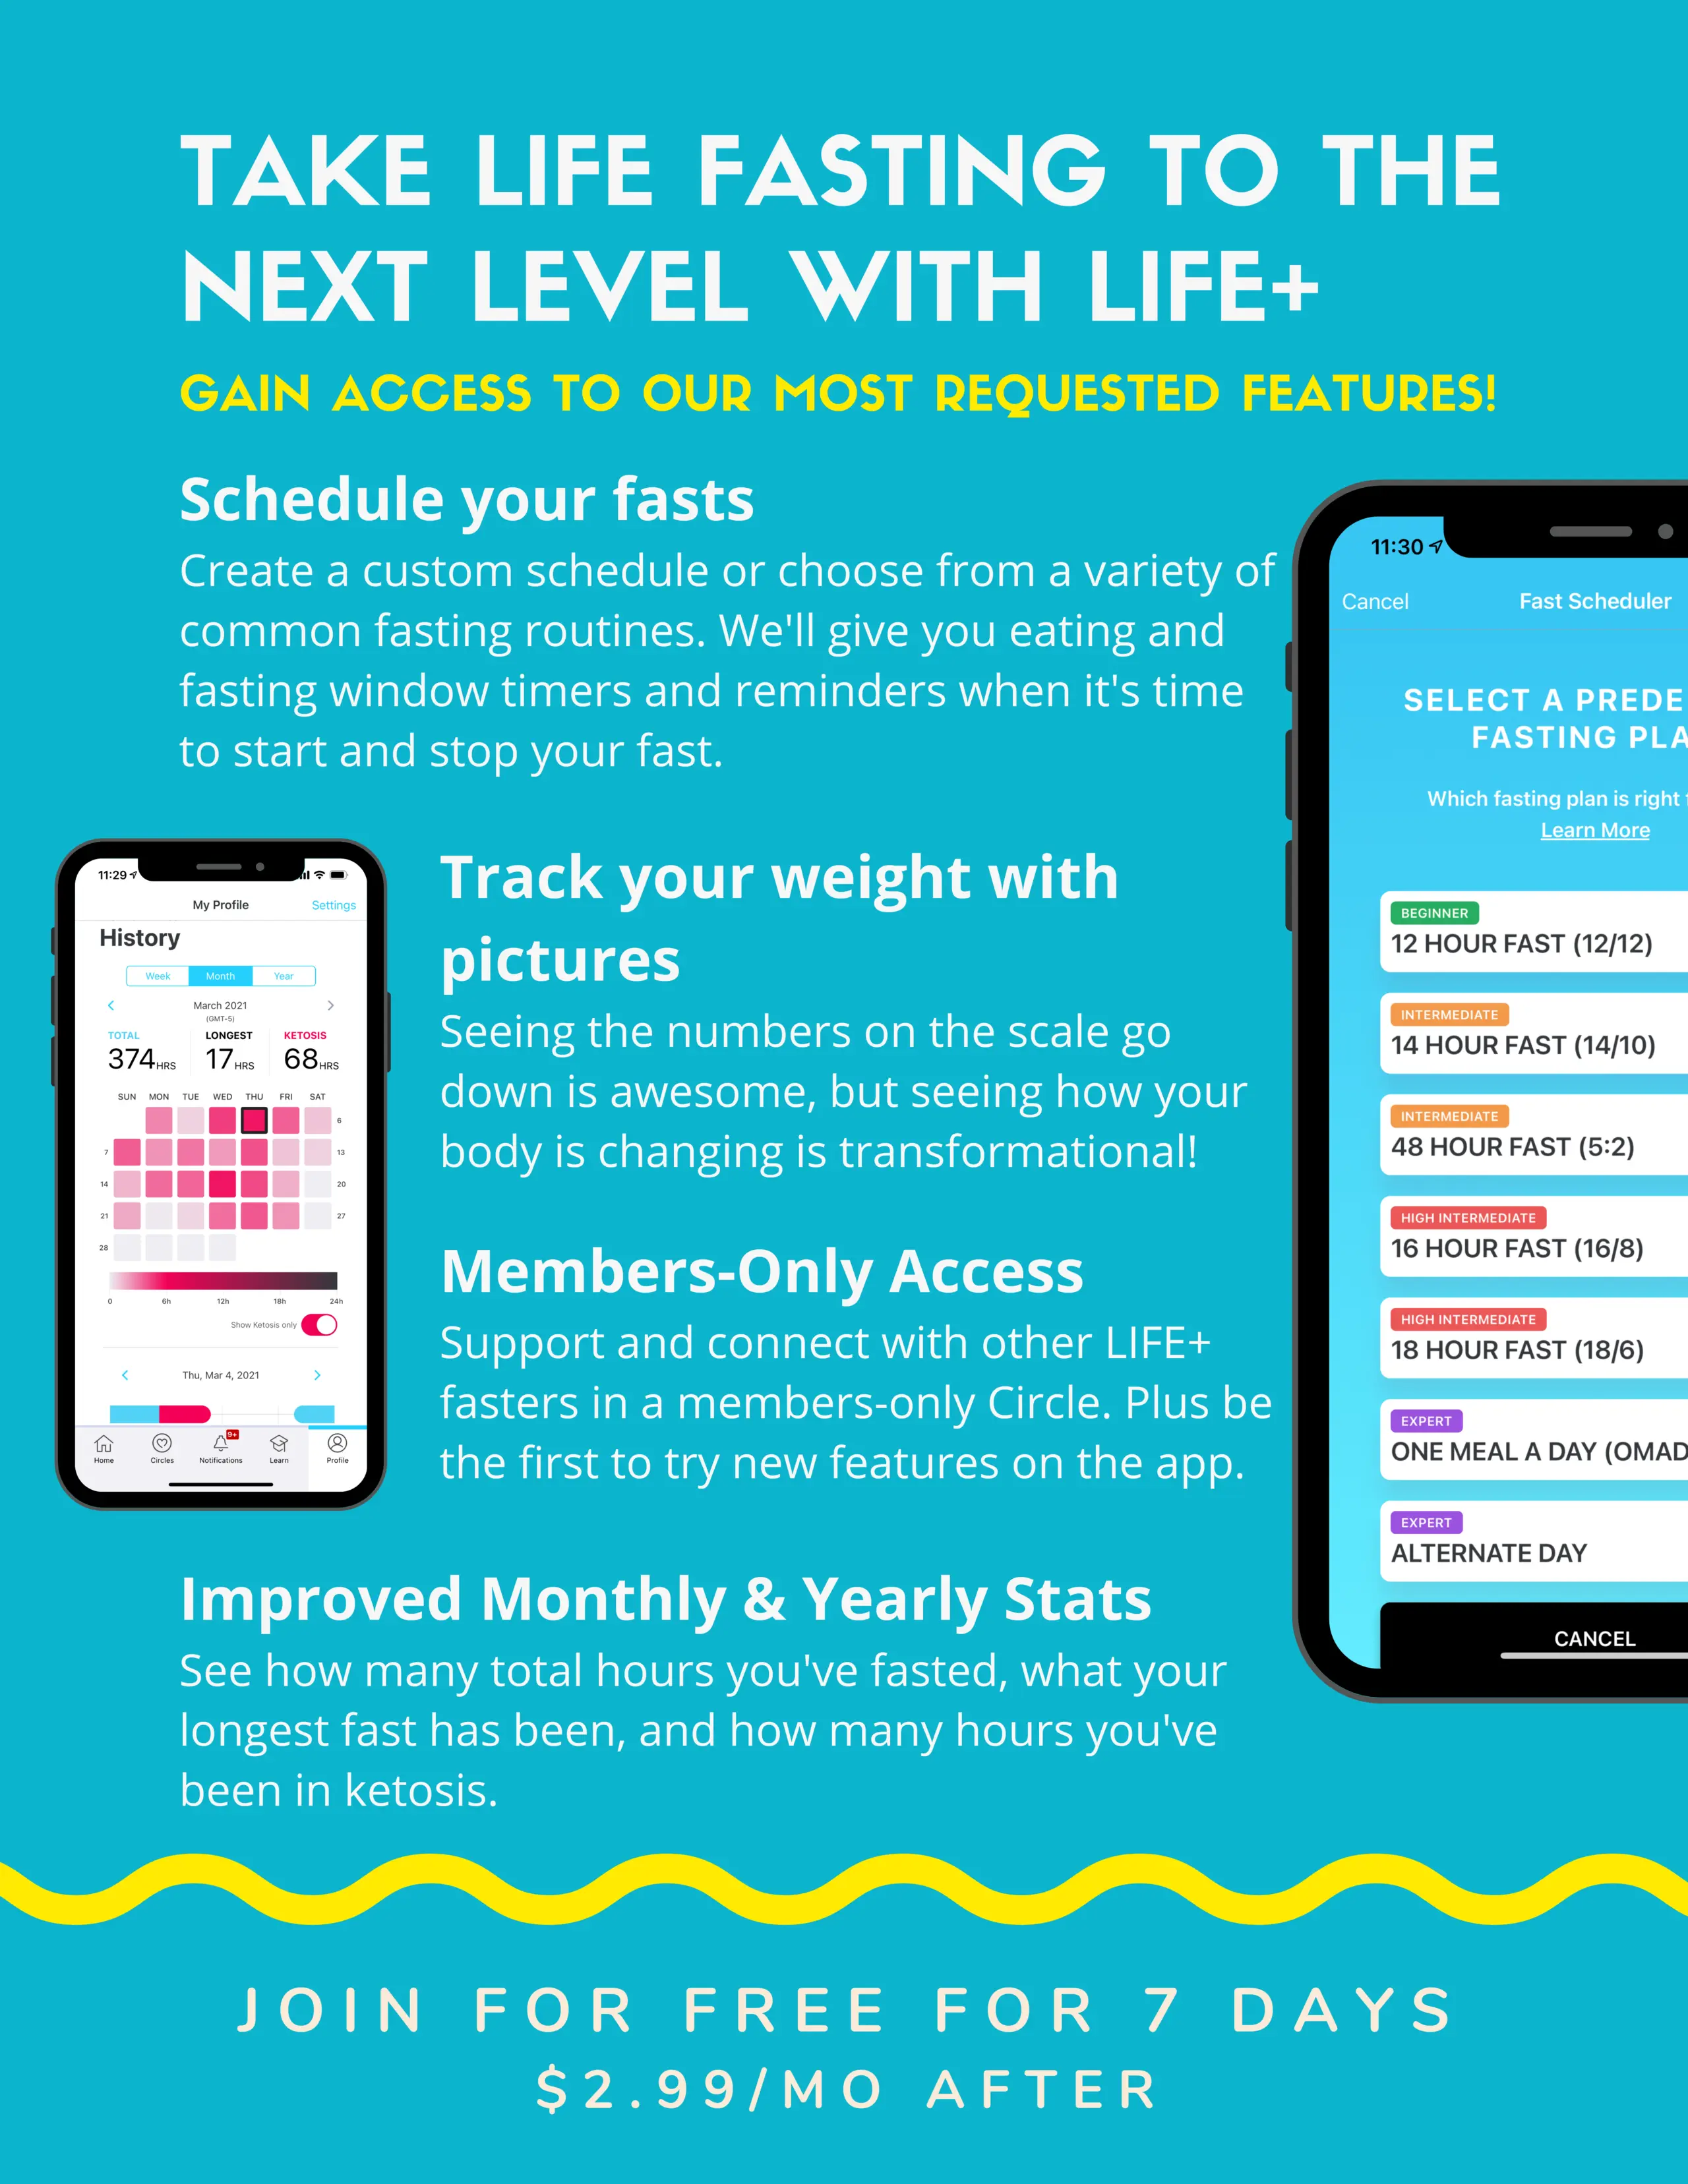 TAKE LIFE FASTING TO THE
NEXT LEVEL WITH LIFE+
GAIN ACCESS TO OUR MOST REQUESTED FEATURES!
Schedule your fasts
Create a custom schedule or choose from a variety of
common fasting routines. We'll give you eating and
fasting window timers and reminders when it's time
to start and stop your fast.
Track your weight with
pictures
Seeing the numbers on the scale go
down is awesome, but seeing how your
body is changing is transformational!
Members-Only Access
Support and connect with other LIFE+
fasters in a members-only Circle. Plus be
the first to try new features on the app.
Improved Monthly & Yearly Stats
See how many total hours you've fasted, what your
longest fast has been, and how many hours you've
been in ketosis.
11:29
My Profile Settings
History
Week Month Year
March 2021
(GMT-5)
TOTAL LONGEST KETOSIS
374HRS 17HRS 68HRS
SUN MON TUE WED THU FRI SAT
6
7 13
14 20
21 27
28
0 6h 12h 18h 24h
Show Ketosis only
Thu, Mar 4, 2021
9+
Home Circles Notifications Learn Profile
11:30
Cancel Fast Scheduler
SELECT A PREDE
FASTING PLA
Which fasting plan is right
Learn More
BEGINNER
12 HOUR FAST (12/12)
INTERMEDIATE
14 HOUR FAST (14/10)
INTERMEDIATE
48 HOUR FAST (5:2)
HIGH INTERMEDIATE
16 HOUR FAST (16/8)
HIGH INTERMEDIATE
18 HOUR FAST (18/6)
EXPERT
ONE MEAL A DAY (OMAD
EXPERT
ALTERNATE DAY
CANCEL
JOIN FOR FREE FOR 7 DAYS
$2.99/MO AFTER